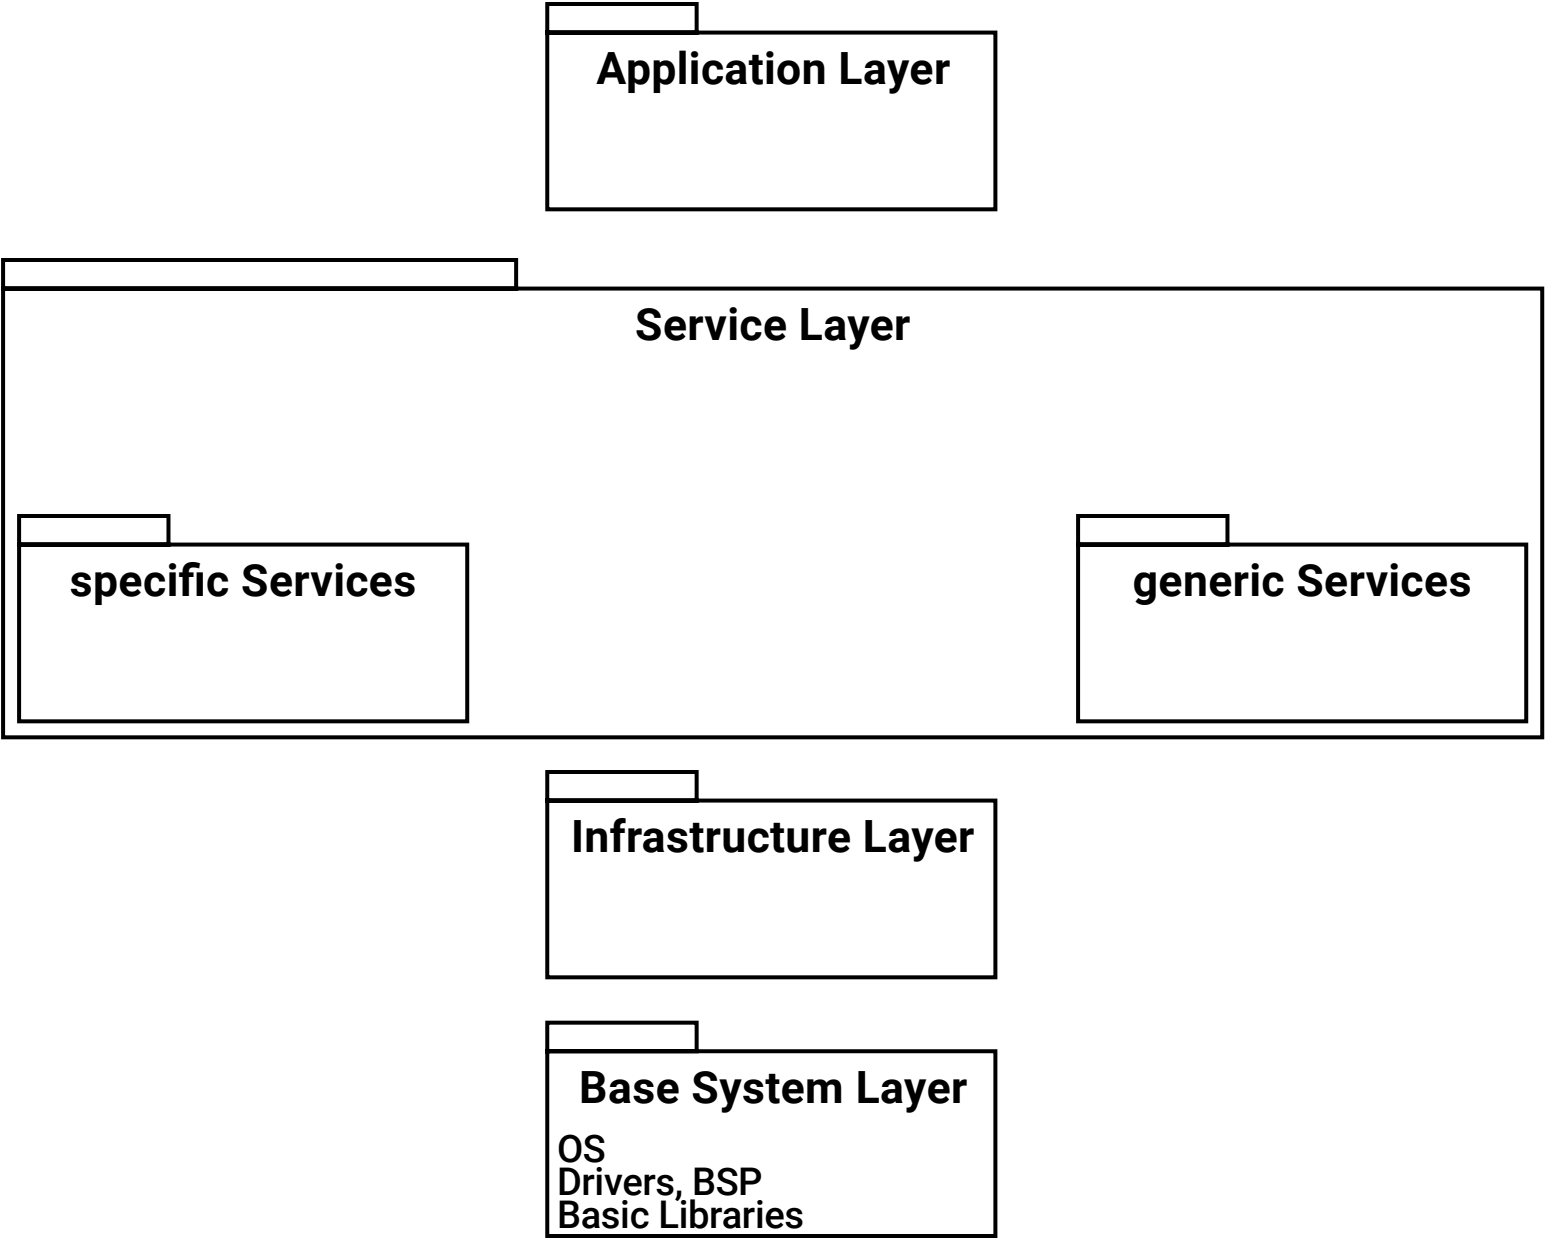 Application Layer
Service Layer
specific Services
generic Services
Infrastructure Layer
Base System Layer
OS
Drivers, BSP
Basic Libraries